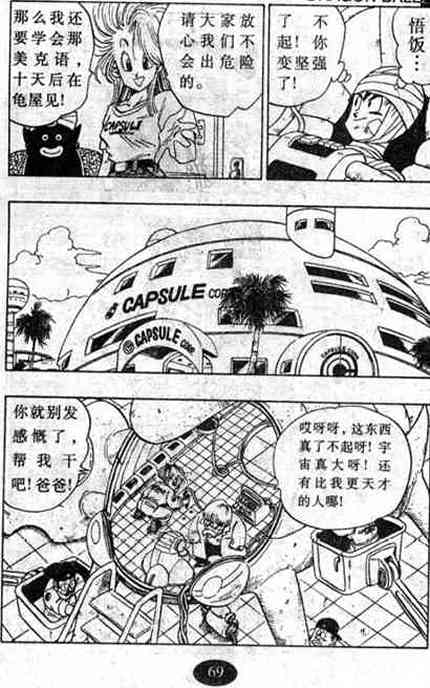 DRAGON BALL
悟饭…
了不
起！你
变坚强
了！
请大家放
心我们不
会出危险
的。
那么我还
要学会那
美克语，
十天后在
龟屋见！
CAPSULE
CAPSULE CORP
CAPSULE CORP.
CAPSULE CORP.
哎呀呀，这东西
真了不起呀！宇
宙真大呀！还
有比我更天才
的人哪！
你就别发
感慨了，
帮我干
吧！爸爸！
69